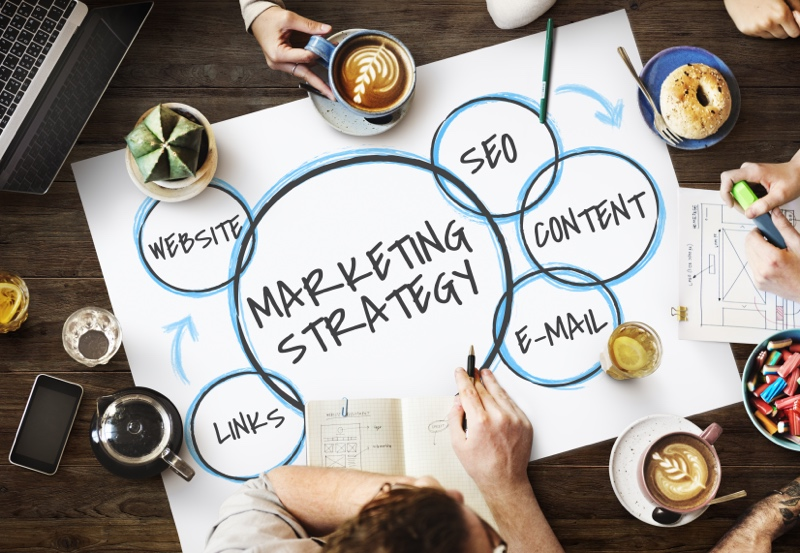 SEO
WEBSITE
CONTENT
MARKETING
STRATEGY
E-MAIL
LINKS